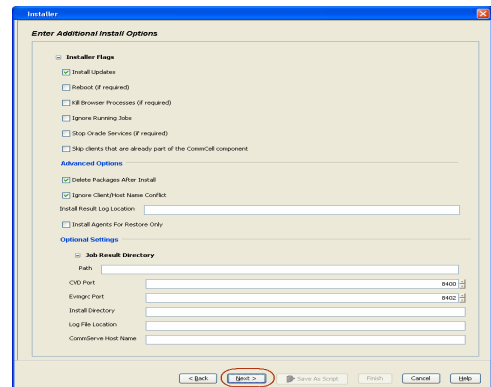 Installer
Enter Additional Install Options
Installer Flags
Install Updates
Reboot (if required)
Kill Browser Processes (if required)
Ignore Running Jobs
Stop Oracle Services (if required)
Skip clients that are already part of the CommCell component
Advanced Options
Delete Packages After Install
Ignore Client/Host Name Conflict
Install Result Log Location
Install Agents For Restore Only
Optional Settings
Job Result Directory
Path
CVD Port 8400
Evmgrc Port 8402
Install Directory
Log File Location
CommServe Host Name
< Back Next > Save As Script Finish Cancel Help